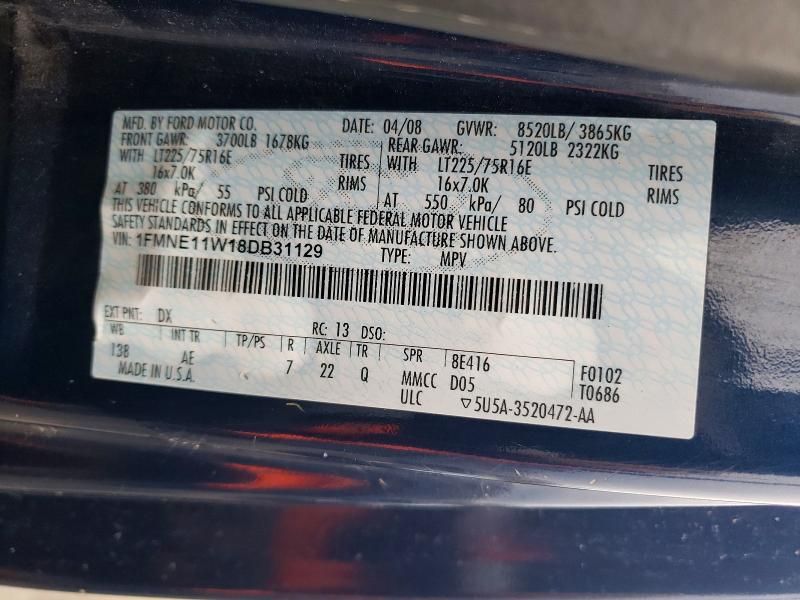 MFD. BY FORD MOTOR CO.
DATE: 04/08 GVWR: 8520LB/ 3865KG
FRONT GAWR: 3700LB 1678KG
REAR GAWR: 5120LB 2322KG
WITH LT225/75R16E TIRES
WITH LT225/75R16E TIRES
16x7.0K RIMS
16x7.0K RIMS
AT 380 kPa/ 55 PSI COLD
AT 550 kPa/ 80 PSI COLD
THIS VEHICLE CONFORMS TO ALL APPLICABLE FEDERAL MOTOR VEHICLE
SAFETY STANDARDS IN EFFECT ON THE DATE OF MANUFACTURE SHOWN ABOVE.
VIN: 1FMNE11W18DB31129 TYPE: MPV
EXT PNT: DX RC: 13 DSO:
WB INT TR TP/PS R AXLE TR SPR 8E416 F0102
138 AE 7 22 Q MMCC D05 T0686
MADE IN U.S.A. ULC ▽5U5A-3520472-AA